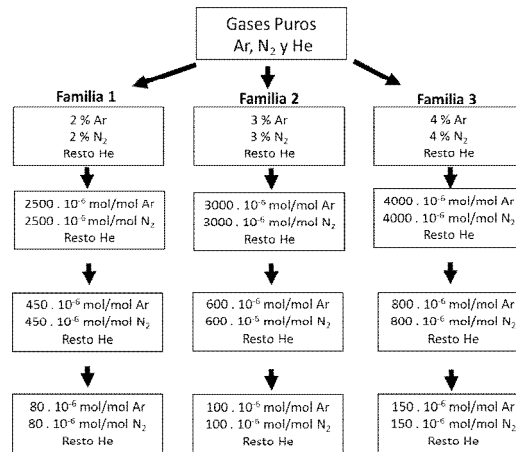 Gases Puros
Ar, N₂ y He
Familia 1
2 % Ar
2 % N₂
Resto He
2500 . 10⁻⁶ mol/mol Ar
2500 . 10⁻⁶ mol/mol N₂
Resto He
450 . 10⁻⁶ mol/mol Ar
450 . 10⁻⁶ mol/mol N₂
Resto He
80 . 10⁻⁶ mol/mol Ar
80 . 10⁻⁶ mol/mol N₂
Resto He
Familia 2
3 % Ar
3 % N₂
Resto He
3000 . 10⁻⁶ mol/mol Ar
3000 . 10⁻⁶ mol/mol N₂
Resto He
600 . 10⁻⁶ mol/mol Ar
600 . 10⁻⁶ mol/mol N₂
Resto He
100 . 10⁻⁶ mol/mol Ar
100 . 10⁻⁶ mol/mol N₂
Resto He
Familia 3
4 % Ar
4 % N₂
Resto He
4000 . 10⁻⁶ mol/mol Ar
4000 . 10⁻⁶ mol/mol N₂
Resto He
800 . 10⁻⁶ mol/mol Ar
800 . 10⁻⁶ mol/mol N₂
Resto He
150 . 10⁻⁶ mol/mol Ar
150 . 10⁻⁶ mol/mol N₂
Resto He